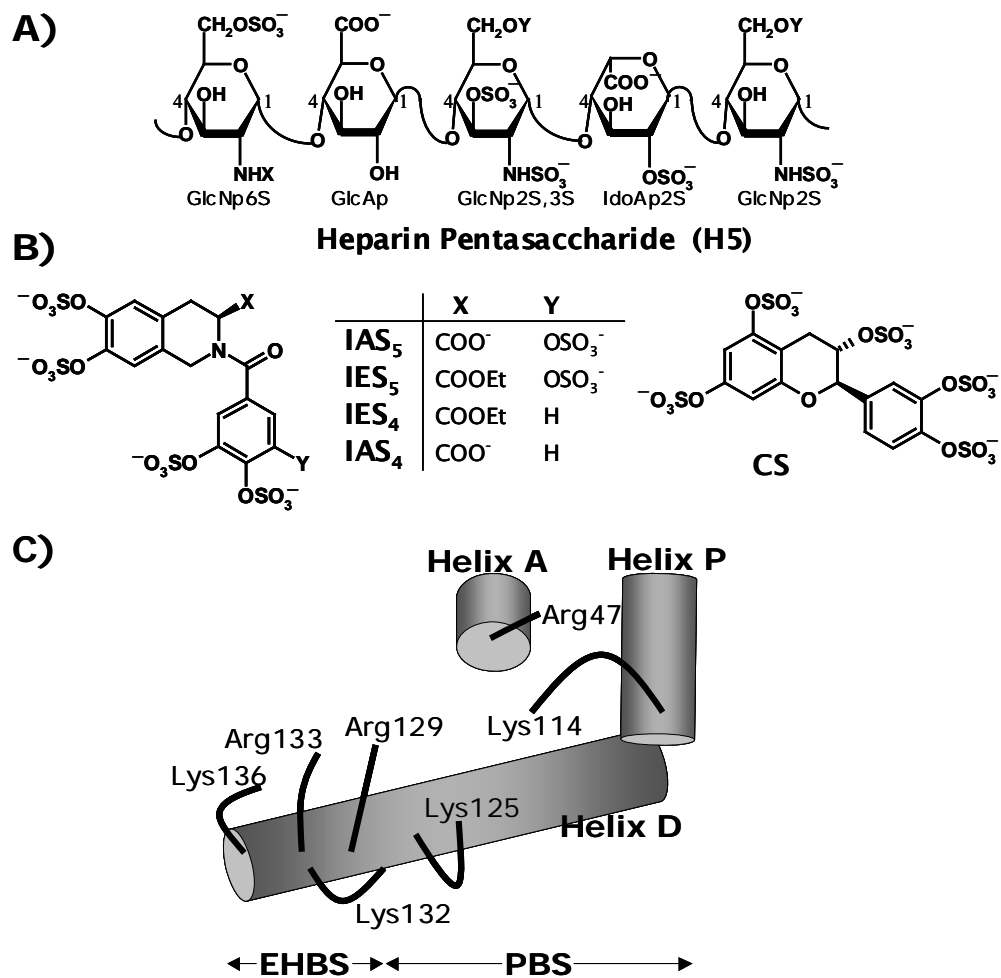 A)
CH₂OSO₃⁻ COO⁻ CH₂OY CH₂OY
O O O O O
COO⁻
4 OH 1 4 OH 1 4 OSO₃⁻ 1 4 OH 1 4 OH 1
O O O O O
NHX OH NHSO₃⁻ OSO₃⁻ NHSO₃⁻
GlcNp6S GlcAp GlcNp2S,3S IdoAp2S GlcNp2S
Heparin Pentasaccharide (H5)
B)
⁻O₃SO X
⁻O₃SO N O
⁻O₃SO Y
OSO₃⁻
X Y
IAS₅ COO⁻ OSO₃⁻
IES₅ COOEt OSO₃⁻
IES₄ COOEt H
IAS₄ COO⁻ H
OSO₃⁻
OSO₃⁻
⁻O₃SO O OSO₃⁻
OSO₃⁻
CS
C)
Helix A Helix P
Arg47
Lys114
Arg133 Arg129
Lys136
Lys125
Helix D
Lys132
EHBS PBS